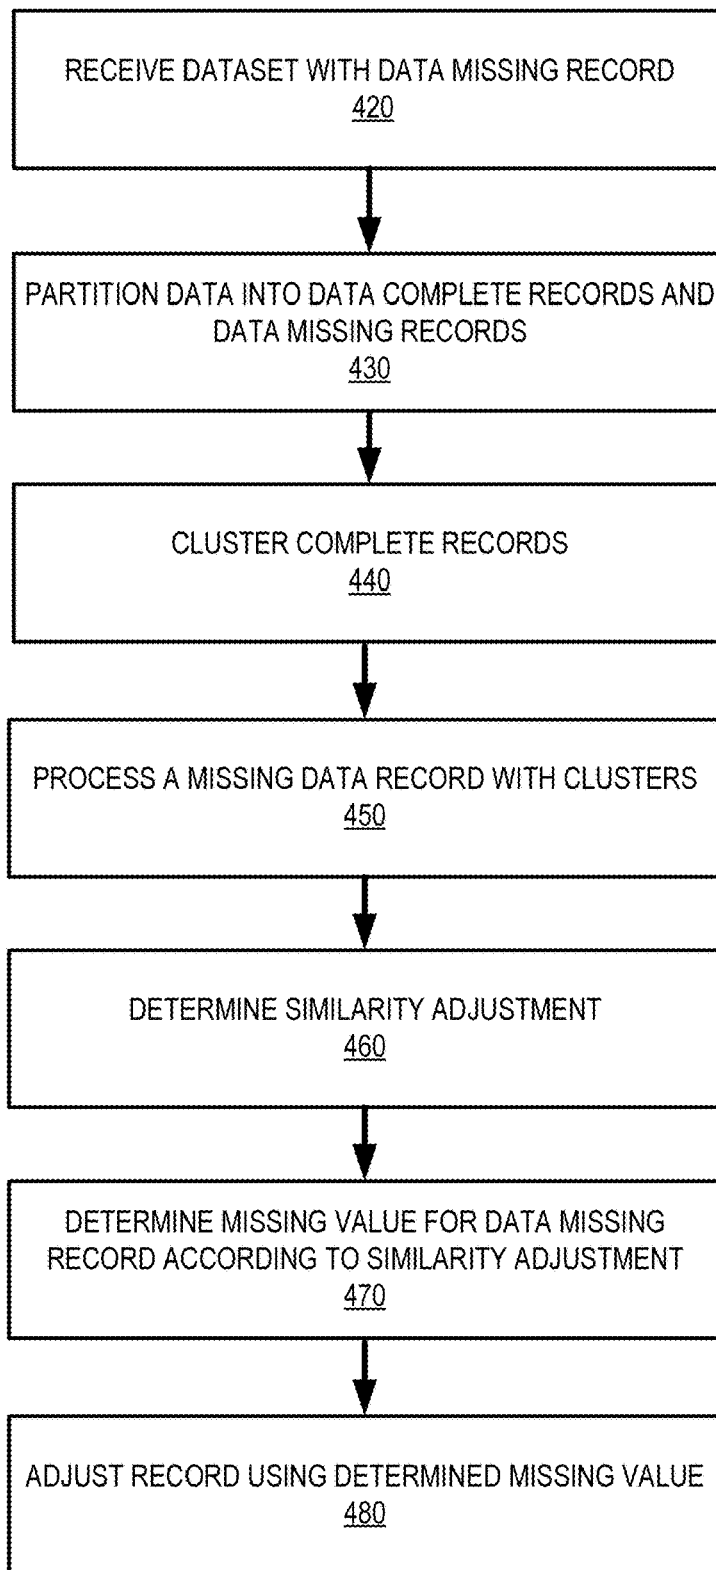 RECEIVE DATASET WITH DATA MISSING RECORD
420
PARTITION DATA INTO DATA COMPLETE RECORDS AND
DATA MISSING RECORDS
430
CLUSTER COMPLETE RECORDS
440
PROCESS A MISSING DATA RECORD WITH CLUSTERS
450
DETERMINE SIMILARITY ADJUSTMENT
460
DETERMINE MISSING VALUE FOR DATA MISSING
RECORD ACCORDING TO SIMILARITY ADJUSTMENT
470
ADJUST RECORD USING DETERMINED MISSING VALUE
480